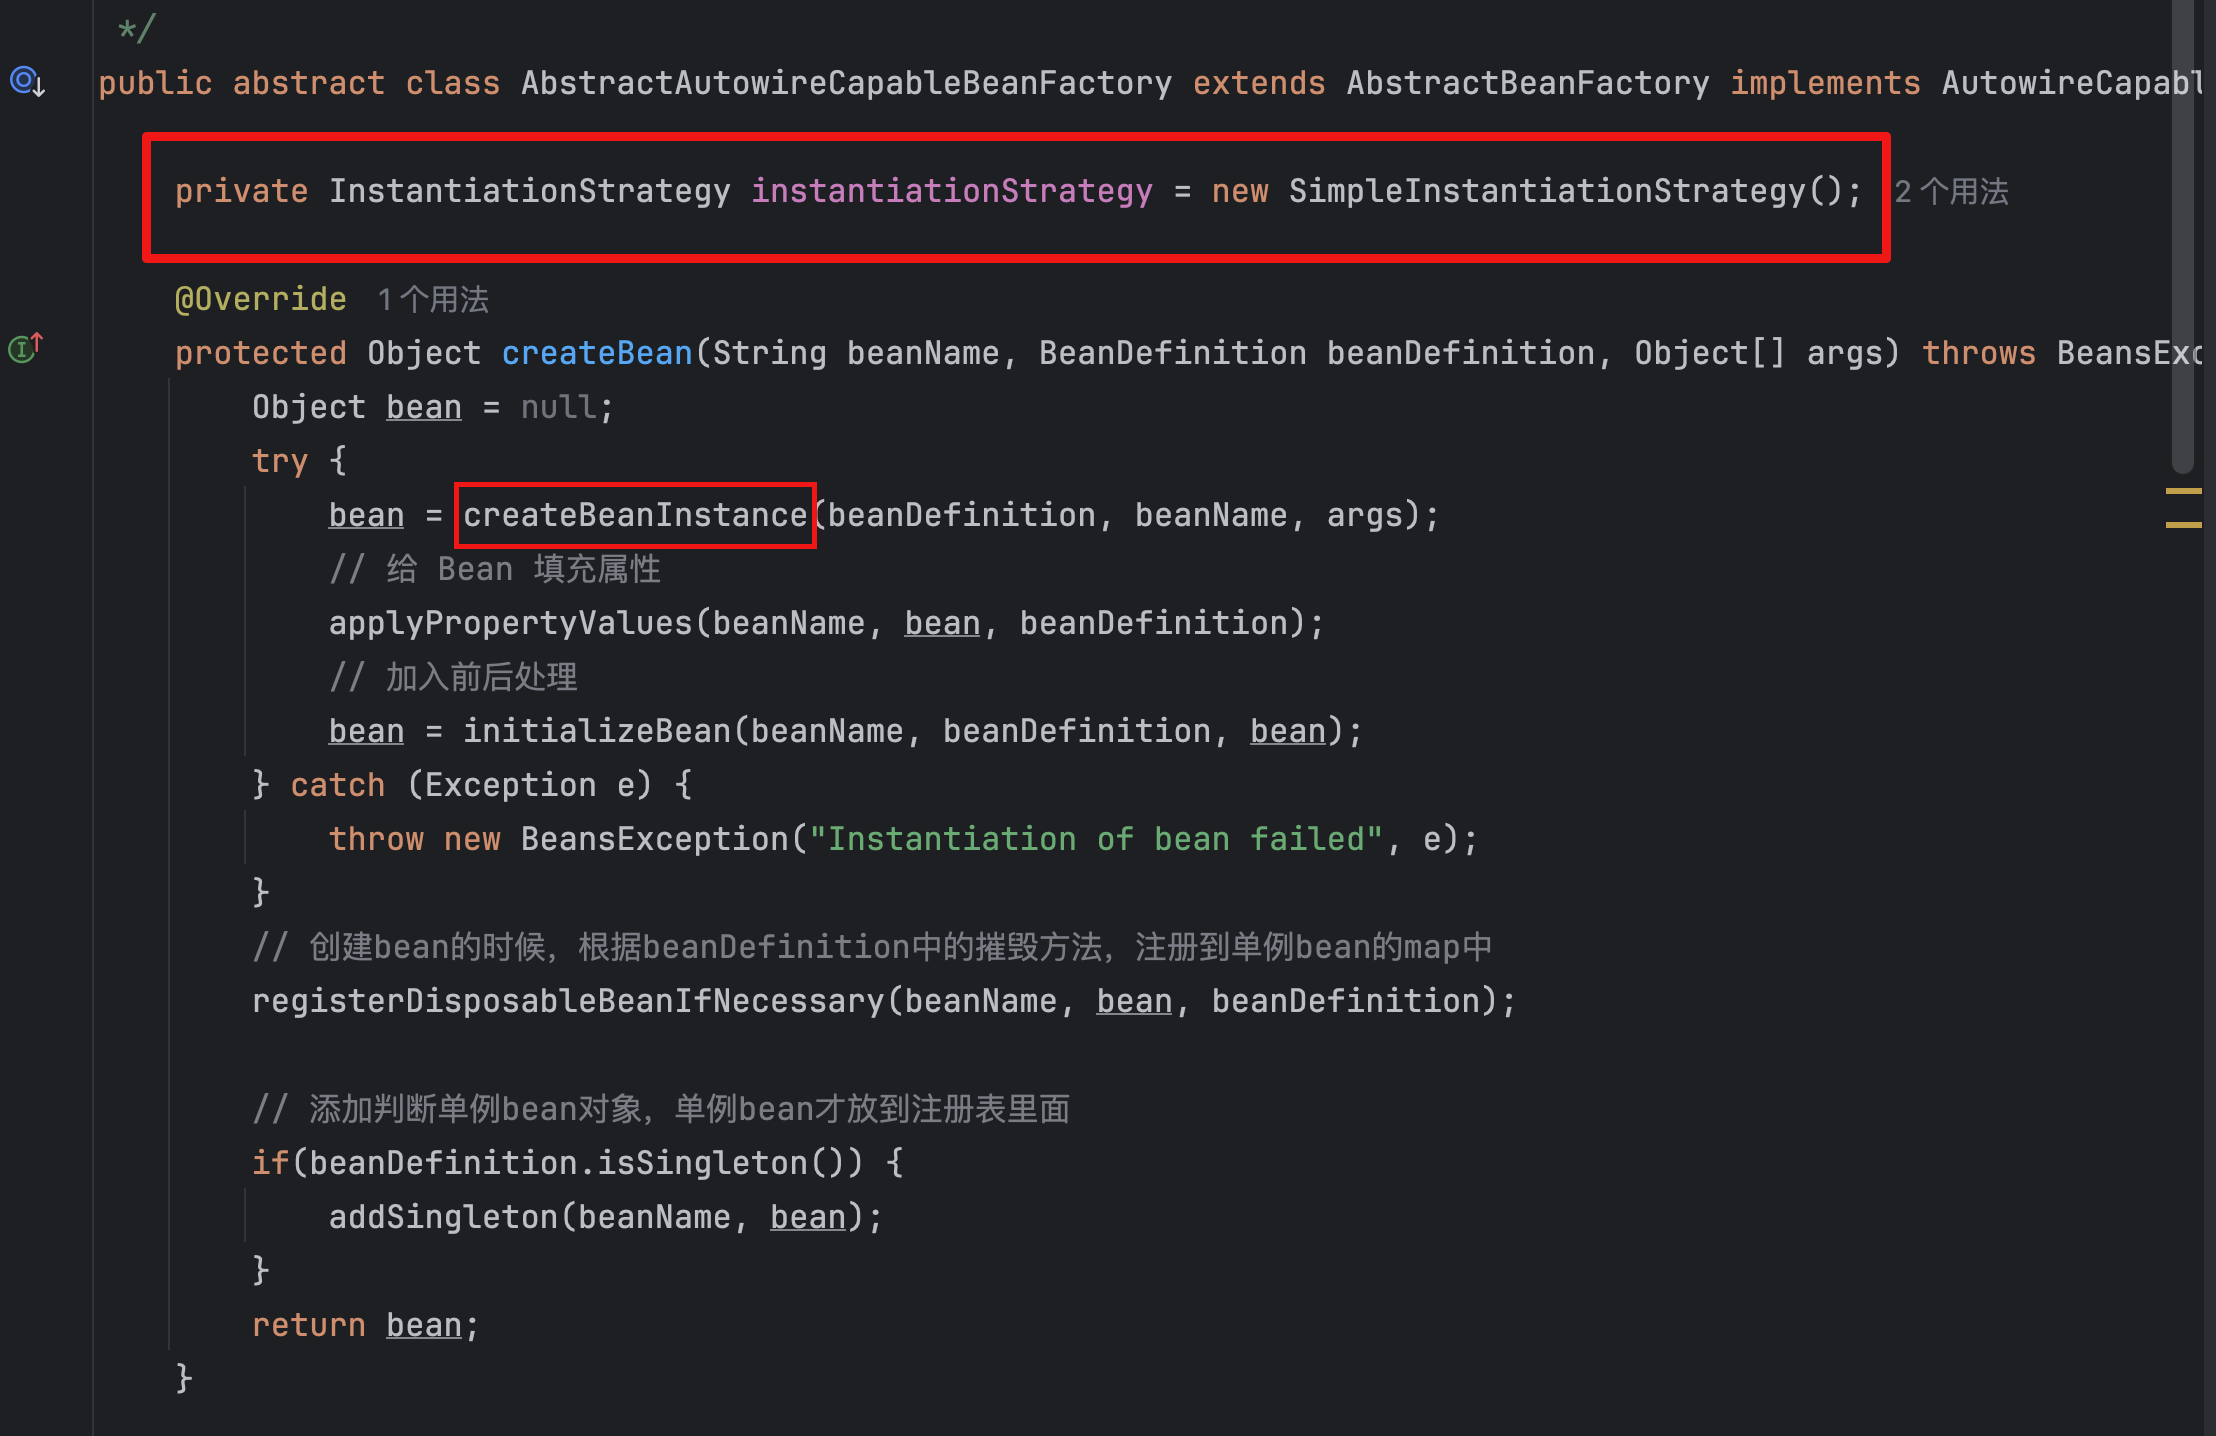 */
public abstract class AbstractAutowireCapableBeanFactory extends AbstractBeanFactory implements AutowireCapabl
private InstantiationStrategy instantiationStrategy = new SimpleInstantiationStrategy(); 2 个用法
@Override 1 个用法
protected Object createBean(String beanName, BeanDefinition beanDefinition, Object[] args) throws BeansExc
Object bean = null;
try {
bean = createBeanInstance(beanDefinition, beanName, args);
// 给 Bean 填充属性
applyPropertyValues(beanName, bean, beanDefinition);
// 加入前后处理
bean = initializeBean(beanName, beanDefinition, bean);
} catch (Exception e) {
throw new BeansException("Instantiation of bean failed", e);
}
// 创建bean的时候，根据beanDefinition中的摧毁方法，注册到单例bean的map中
registerDisposableBeanIfNecessary(beanName, bean, beanDefinition);
// 添加判断单例bean对象，单例bean才放到注册表里面
if(beanDefinition.isSingleton()) {
addSingleton(beanName, bean);
}
return bean;
}